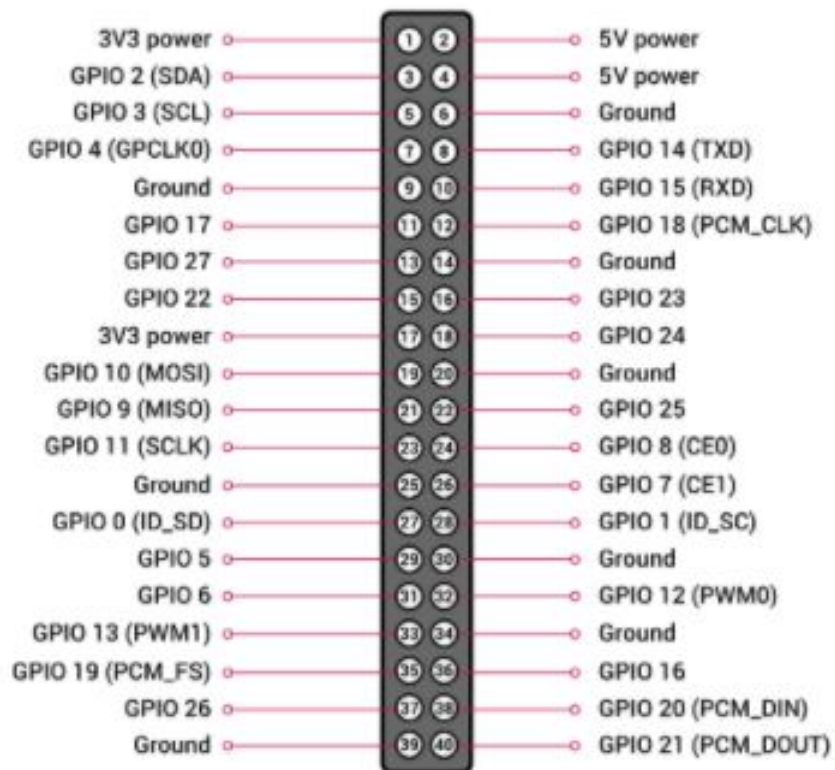 3V3 power 1 2 5V power
GPIO 2 (SDA) 3 4 5V power
GPIO 3 (SCL) 5 6 Ground
GPIO 4 (GPCLK0) 7 8 GPIO 14 (TXD)
Ground 9 10 GPIO 15 (RXD)
GPIO 17 11 12 GPIO 18 (PCM_CLK)
GPIO 27 13 14 Ground
GPIO 22 15 16 GPIO 23
3V3 power 17 18 GPIO 24
GPIO 10 (MOSI) 19 20 Ground
GPIO 9 (MISO) 21 22 GPIO 25
GPIO 11 (SCLK) 23 24 GPIO 8 (CE0)
Ground 25 26 GPIO 7 (CE1)
GPIO 0 (ID_SD) 27 28 GPIO 1 (ID_SC)
GPIO 5 29 30 Ground
GPIO 6 31 32 GPIO 12 (PWM0)
GPIO 13 (PWM1) 33 34 Ground
GPIO 19 (PCM_FS) 35 36 GPIO 16
GPIO 26 37 38 GPIO 20 (PCM_DIN)
Ground 39 40 GPIO 21 (PCM_DOUT)